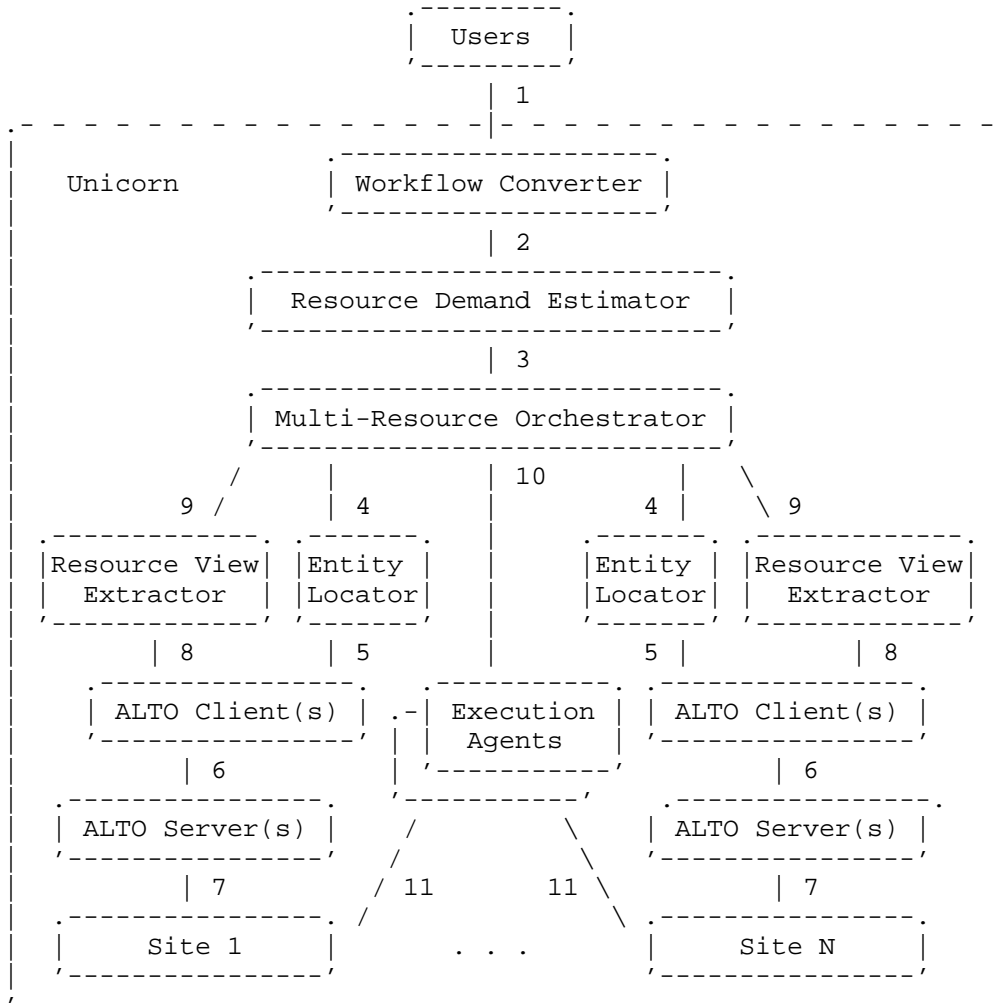 Users
1
Unicorn Workflow Converter
2
Resource Demand Estimator
3
Multi-Resource Orchestrator
10
9 4 4 9
Resource View Entity Entity Resource View
Extractor Locator Locator Extractor
8 5 5 8
ALTO Client(s) Execution ALTO Client(s)
Agents
6 6
ALTO Server(s) ALTO Server(s)
7 11 11 7
Site 1 . . . Site N